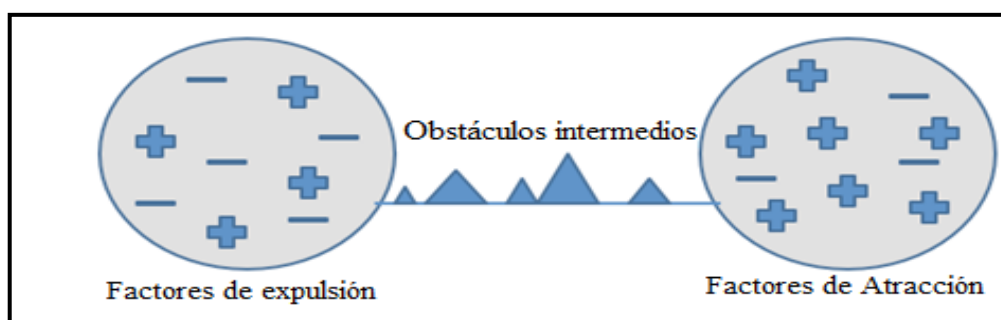 Obstáculos intermedios
Factores de expulsión
Factores de Atracción